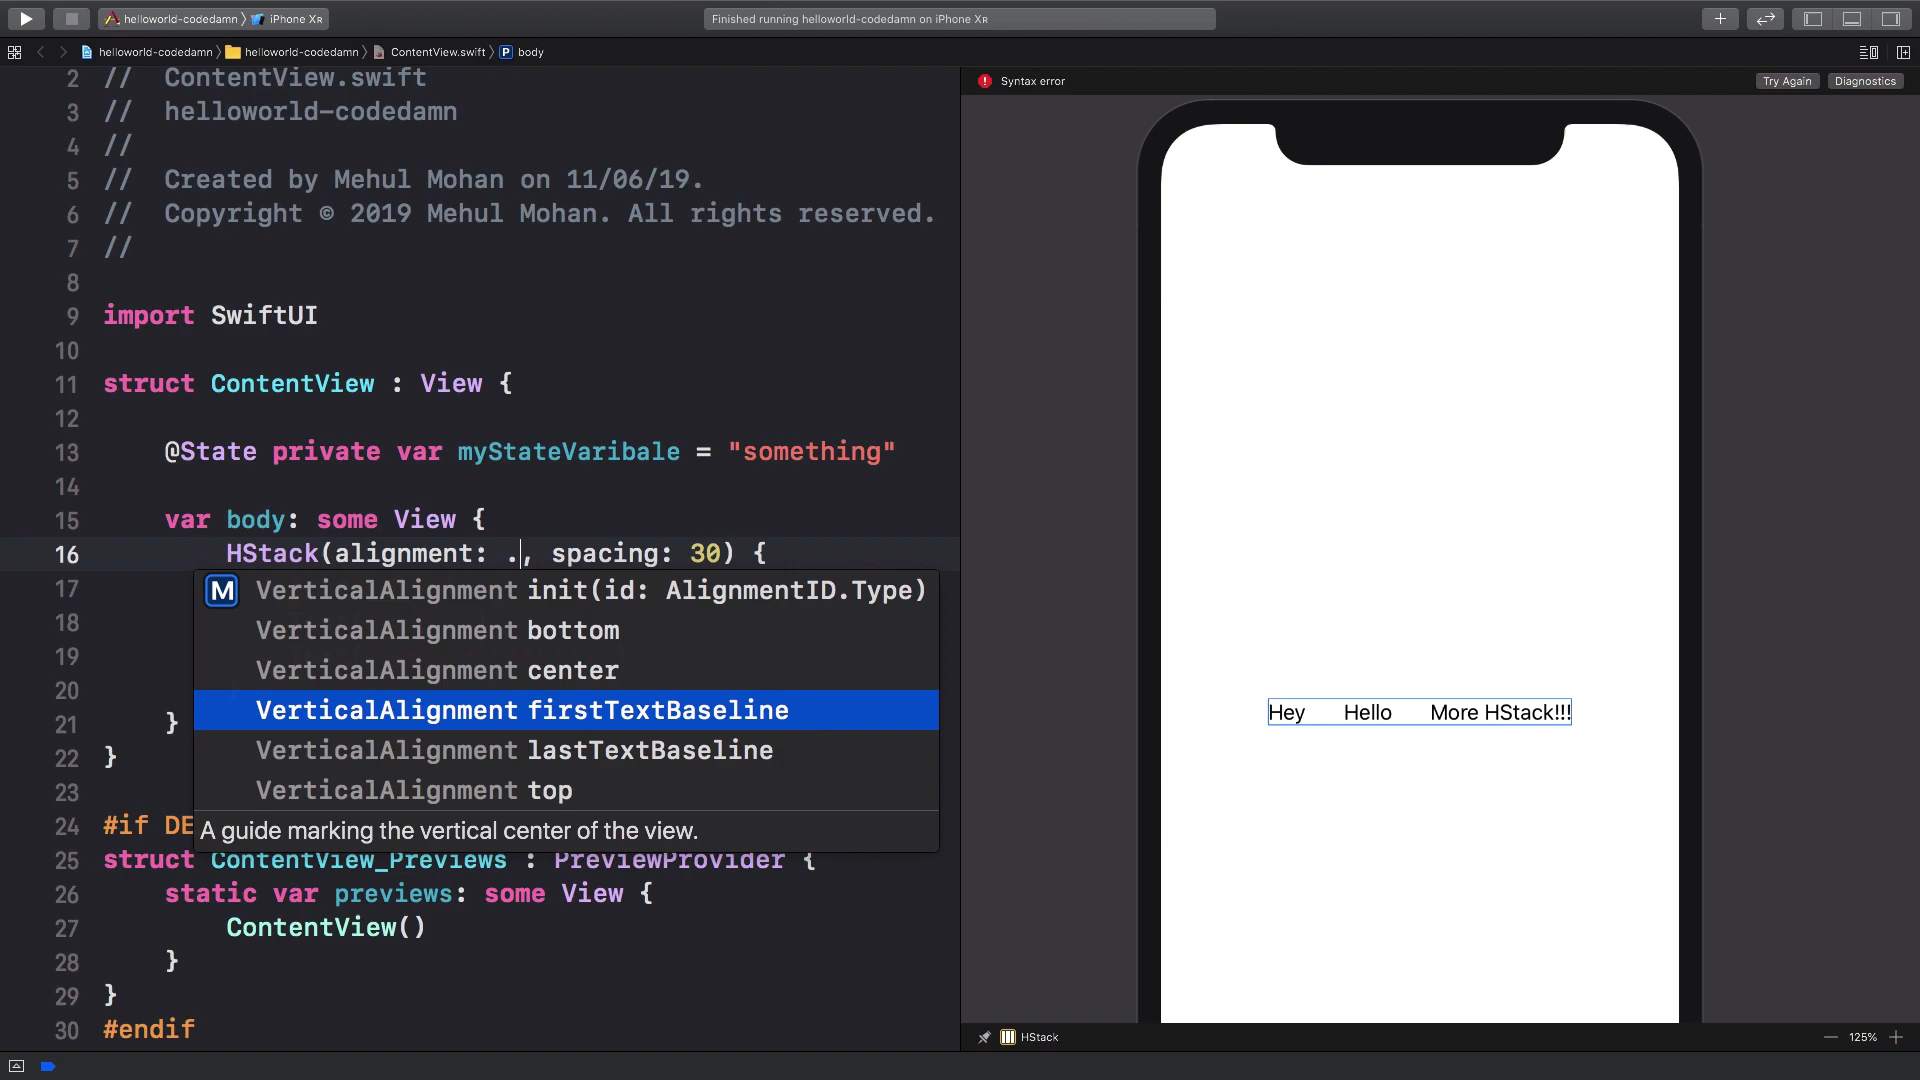 helloworld-codedamn ⟩ iPhone XR
Finished running helloworld-codedamn on iPhone XR
helloworld-codedamn ⟩ helloworld-codedamn ⟩ ContentView.swift ⟩ P body
2 //  ContentView.swift
3 //  helloworld-codedamn
4 //
5 //  Created by Mehul Mohan on 11/06/19.
6 //  Copyright © 2019 Mehul Mohan. All rights reserved.
7 //
8
9 import SwiftUI
10
11 struct ContentView : View {
12
13     @State private var myStateVaribale = "something"
14
15     var body: some View {
16         HStack(alignment: ., spacing: 30) {
17
18
19
20
21     }
22 }
23
24 #if DE
25 struct ContentView_Previews : PreviewProvider {
26     static var previews: some View {
27         ContentView()
28     }
29 }
30 #endif
M VerticalAlignment init(id: AlignmentID.Type)
VerticalAlignment bottom
VerticalAlignment center
VerticalAlignment firstTextBaseline
VerticalAlignment lastTextBaseline
VerticalAlignment top
A guide marking the vertical center of the view.
Syntax error
Try Again
Diagnostics
Hey Hello More HStack!!!
HStack
125%